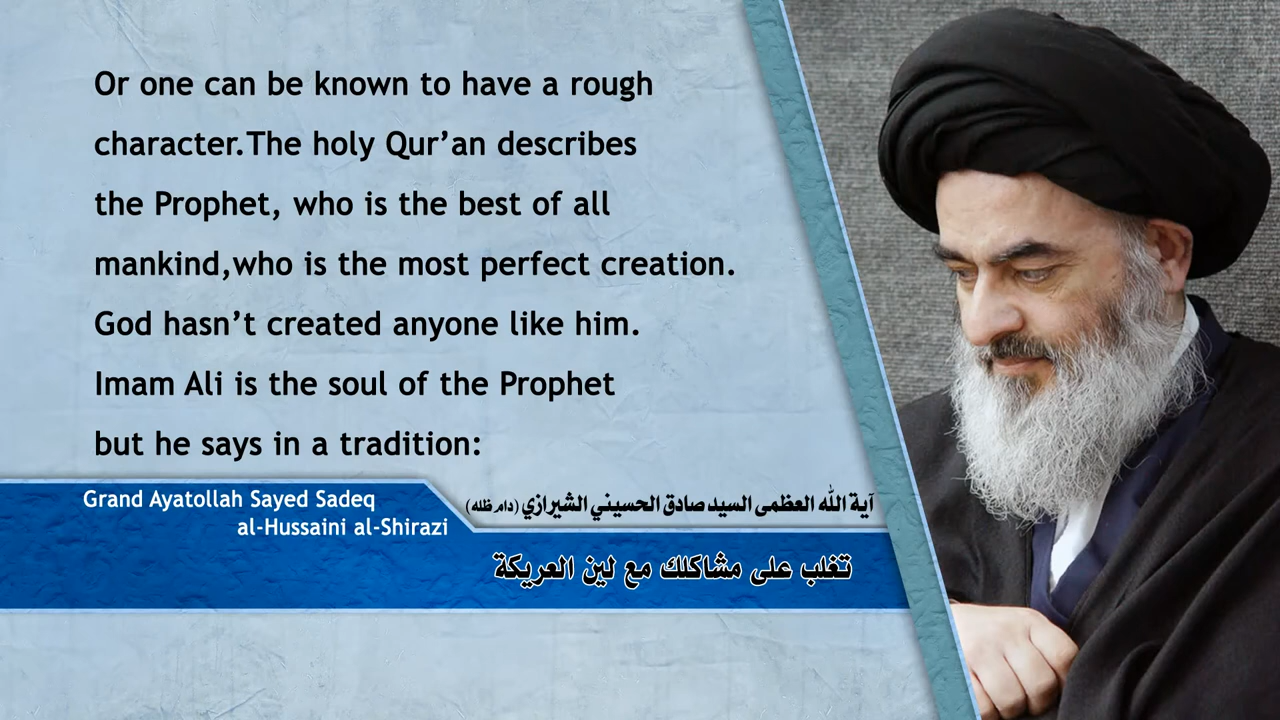 Or one can be known to have a rough
character.The holy Qur’an describes
the Prophet, who is the best of all
mankind,who is the most perfect creation.
God hasn’t created anyone like him.
Imam Ali is the soul of the Prophet
but he says in a tradition:
Grand Ayatollah Sayed Sadeq
al-Hussaini al-Shirazi
آية الله العظمى السيد صادق الحسيني الشيرازي (دام ظله)
تغلب على مشاكلك مع لين العريكة